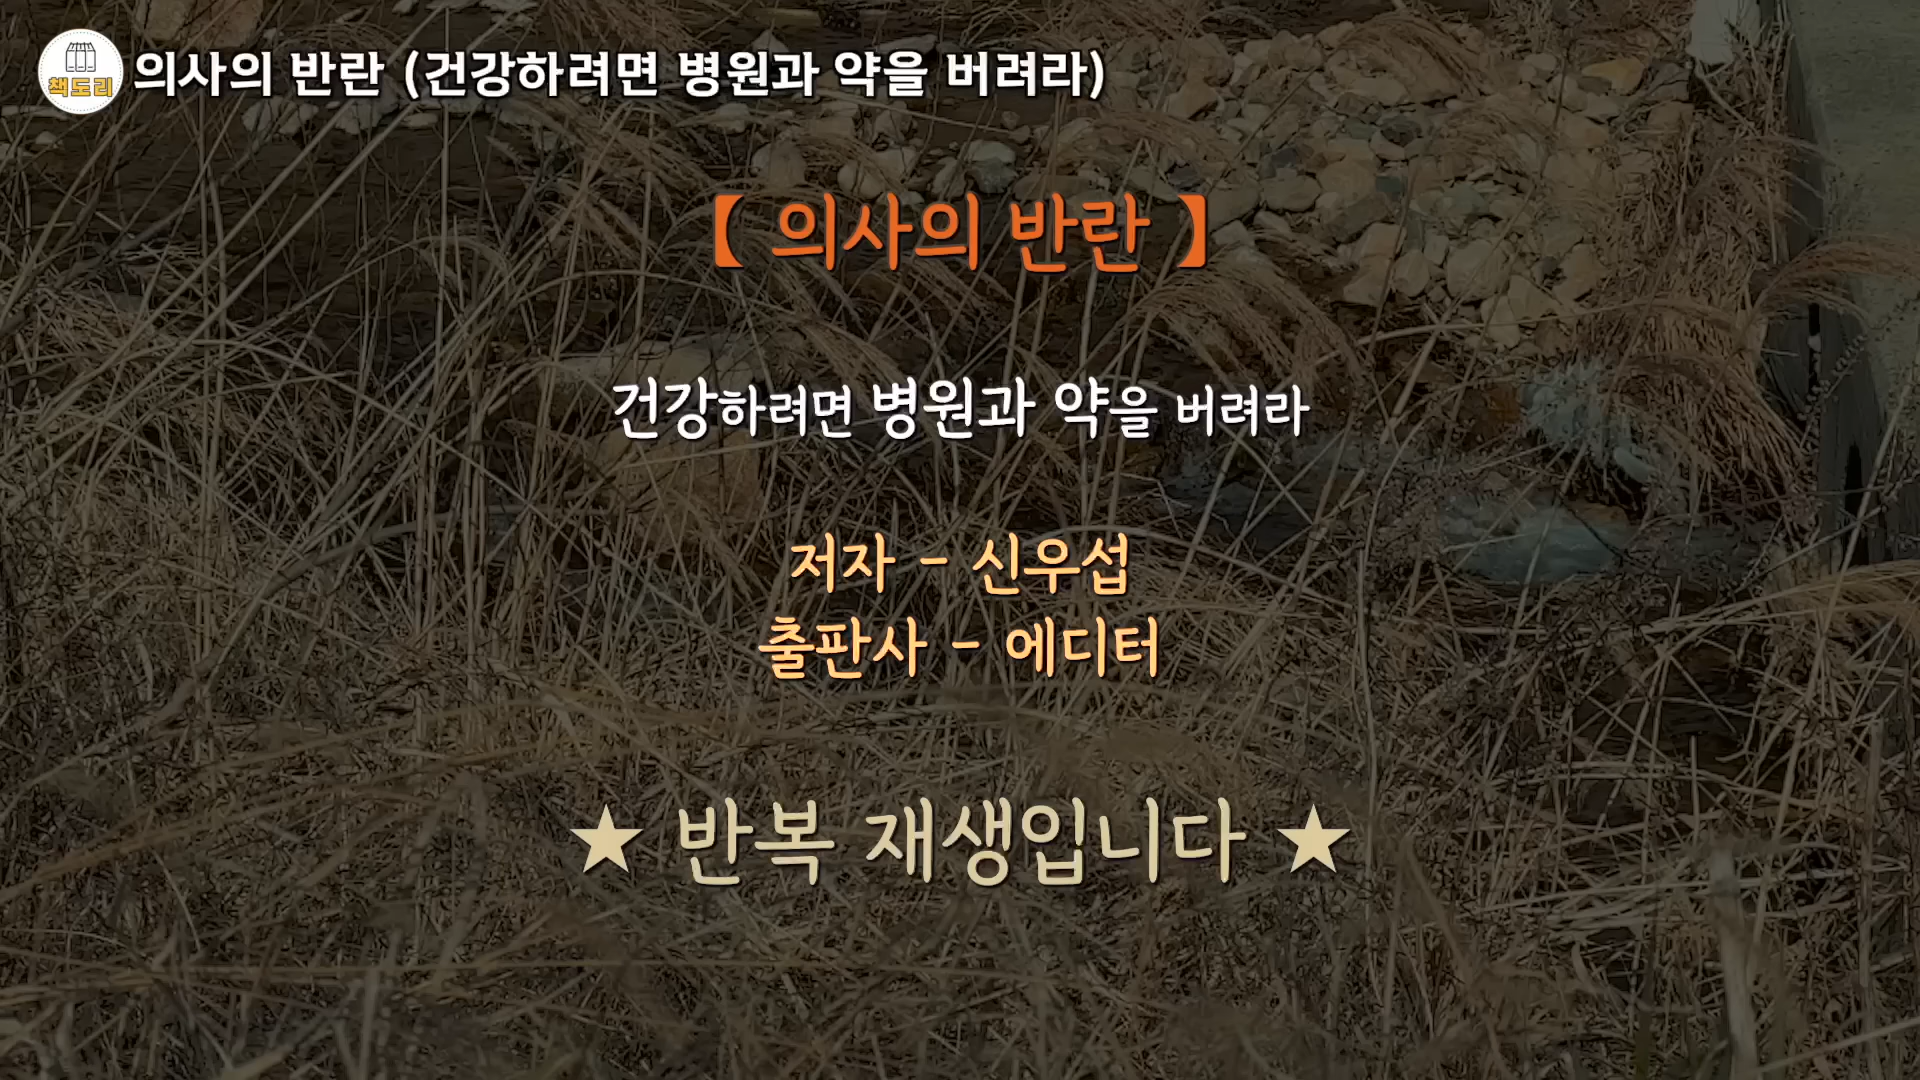 책도리
의사의 반란 (건강하려면 병원과 약을 버려라)
【 의사의 반란 】
건강하려면 병원과 약을 버려라
저자 - 신우섭
출판사 - 에디터
★ 반복 재생입니다 ★